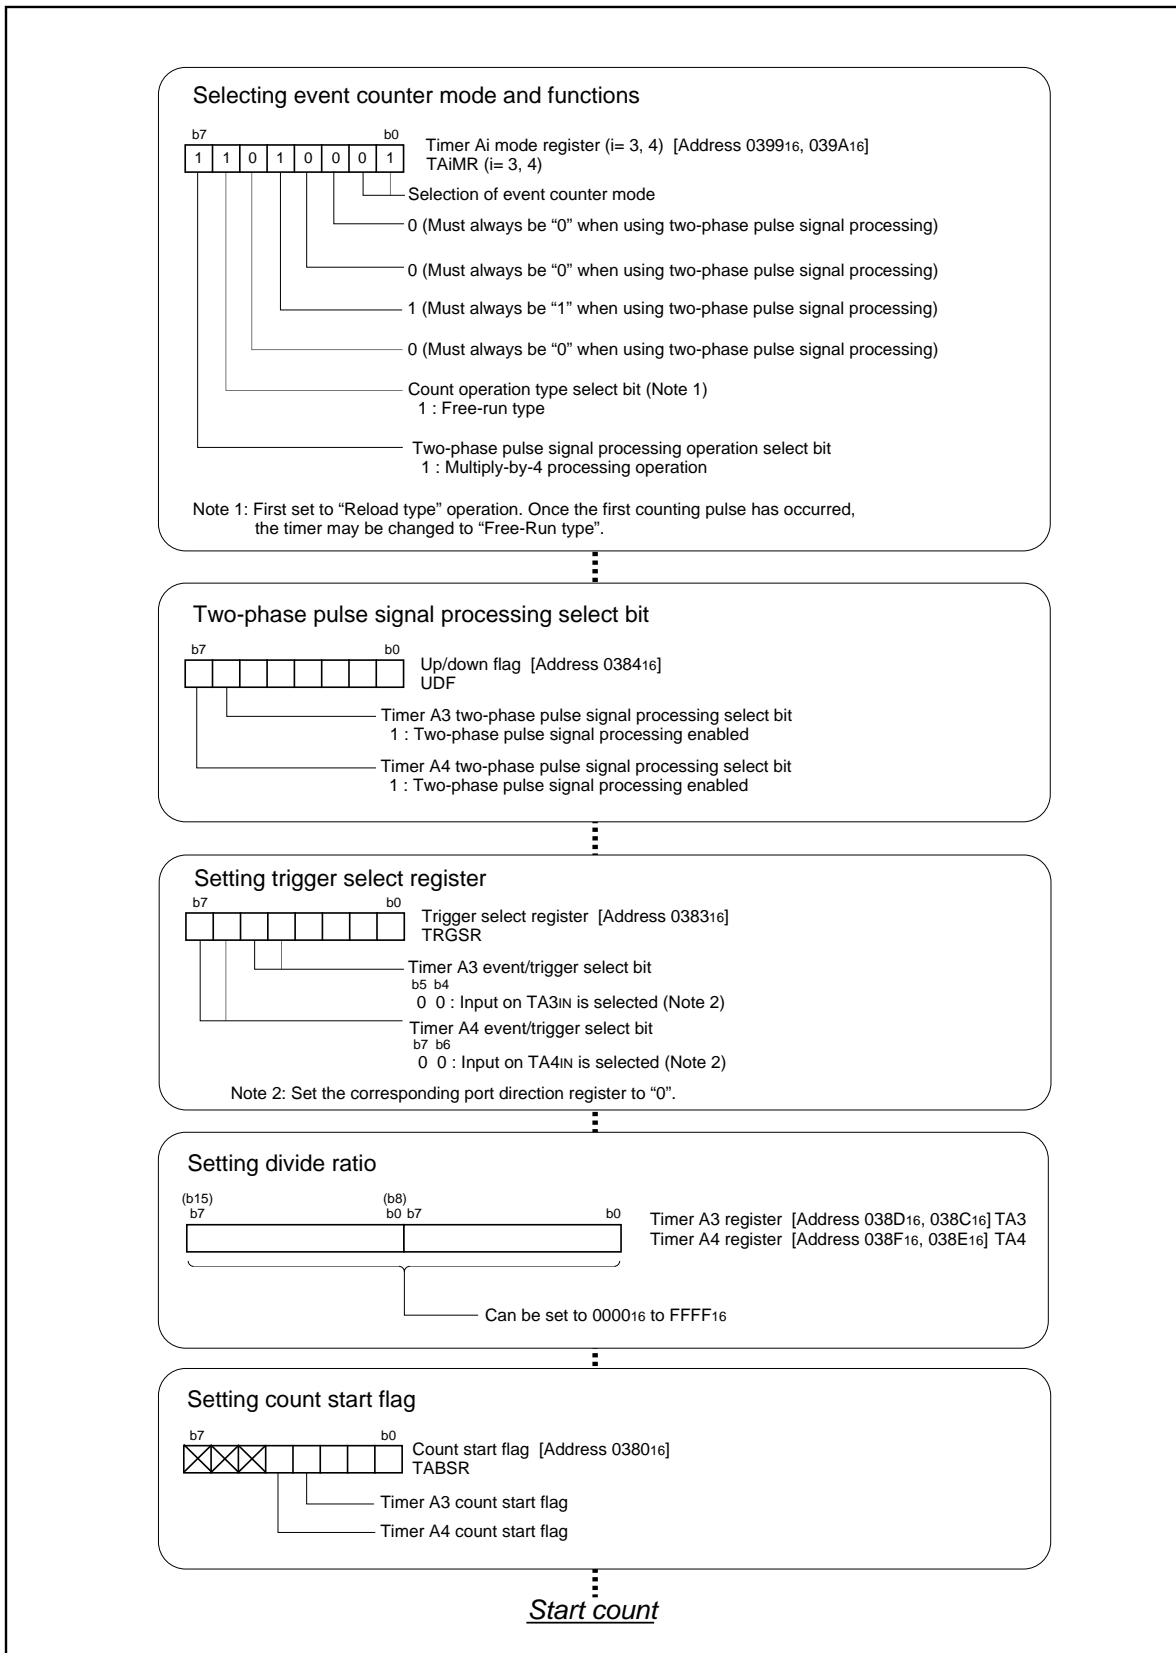 Selecting event counter mode and functions
b7 b0
1 1 0 1 0 0 0 1
Timer Ai mode register (i= 3, 4) [Address 039916, 039A16]
TAiMR (i= 3, 4)
Selection of event counter mode
0 (Must always be “0” when using two-phase pulse signal processing)
0 (Must always be “0” when using two-phase pulse signal processing)
1 (Must always be “1” when using two-phase pulse signal processing)
0 (Must always be “0” when using two-phase pulse signal processing)
Count operation type select bit (Note 1)
1 : Free-run type
Two-phase pulse signal processing operation select bit
1 : Multiply-by-4 processing operation
Note 1: First set to “Reload type” operation. Once the first counting pulse has occurred,
the timer may be changed to “Free-Run type”.
Two-phase pulse signal processing select bit
b7 b0
Up/down flag [Address 038416]
UDF
Timer A3 two-phase pulse signal processing select bit
1 : Two-phase pulse signal processing enabled
Timer A4 two-phase pulse signal processing select bit
1 : Two-phase pulse signal processing enabled
Setting trigger select register
b7 b0
Trigger select register [Address 038316]
TRGSR
Timer A3 event/trigger select bit
b5 b4
0 0 : Input on TA3IN is selected (Note 2)
Timer A4 event/trigger select bit
b7 b6
0 0 : Input on TA4IN is selected (Note 2)
Note 2: Set the corresponding port direction register to “0”.
Setting divide ratio
(b15) (b8)
b7 b0 b7 b0
Timer A3 register [Address 038D16, 038C16] TA3
Timer A4 register [Address 038F16, 038E16] TA4
Can be set to 000016 to FFFF16
Setting count start flag
b7 b0
Count start flag [Address 038016]
TABSR
Timer A3 count start flag
Timer A4 count start flag
Start count